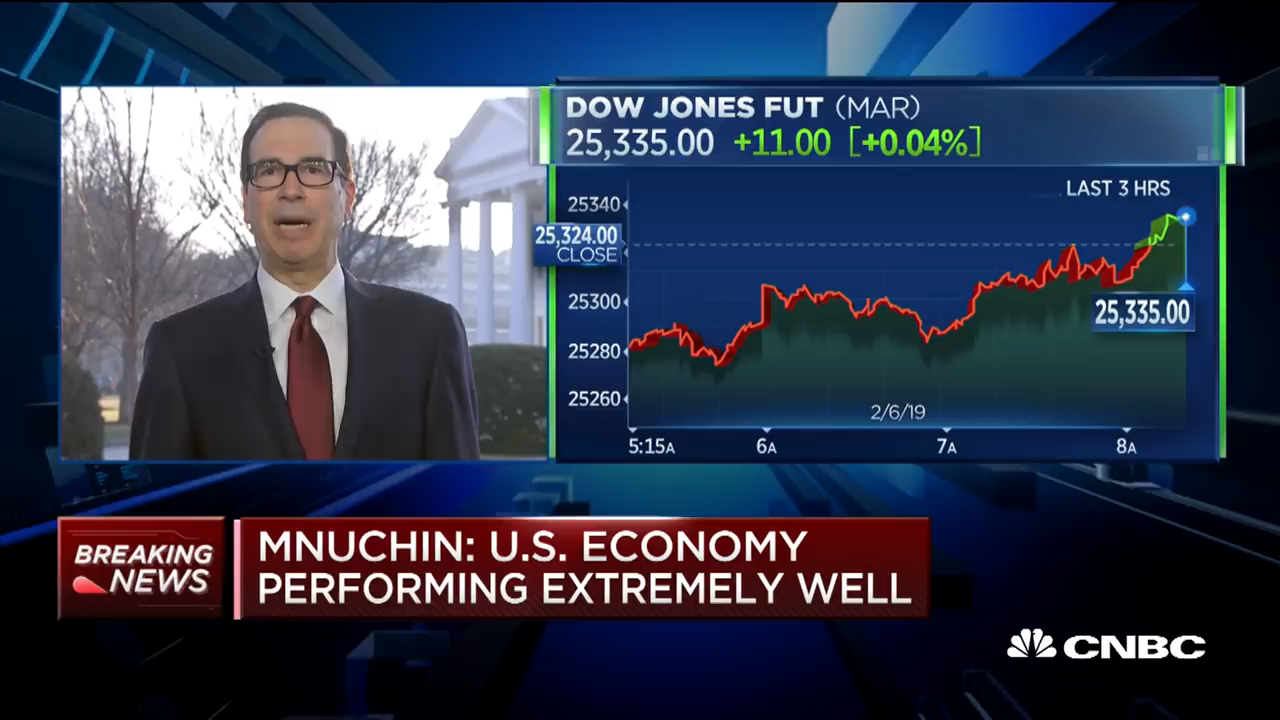 DOW JONES FUT (MAR)
25,335.00 +11.00 [+0.04%]
LAST 3 HRS
25340
25,324.00
CLOSE
25300
25,335.00
25280
25260
2/6/19
5:15A 6A 7A 8A
BREAKING
NEWS
MNUCHIN: U.S. ECONOMY
PERFORMING EXTREMELY WELL
CNBC